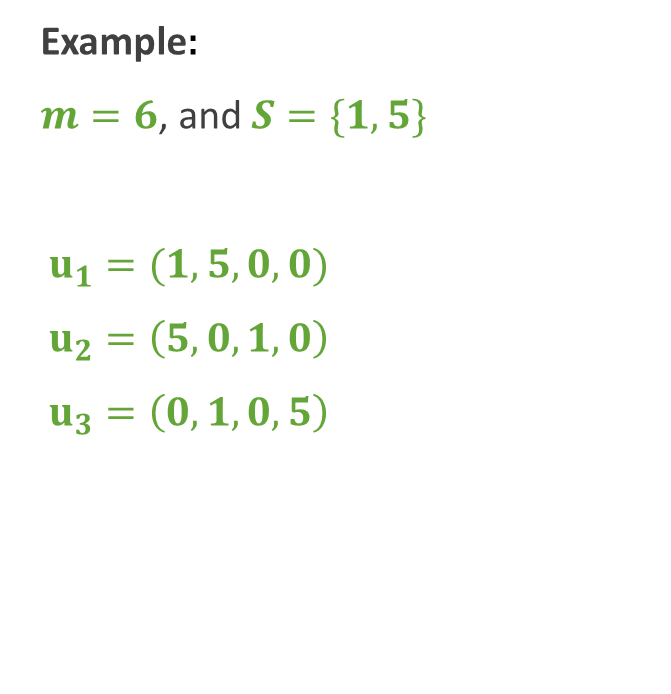 Example:
𝒎 = 𝟔, and 𝑺 = {𝟏, 𝟓}
𝐮₁ = (𝟏, 𝟓, 𝟎, 𝟎)
𝐮₂ = (𝟓, 𝟎, 𝟏, 𝟎)
𝐮₃ = (𝟎, 𝟏, 𝟎, 𝟓)